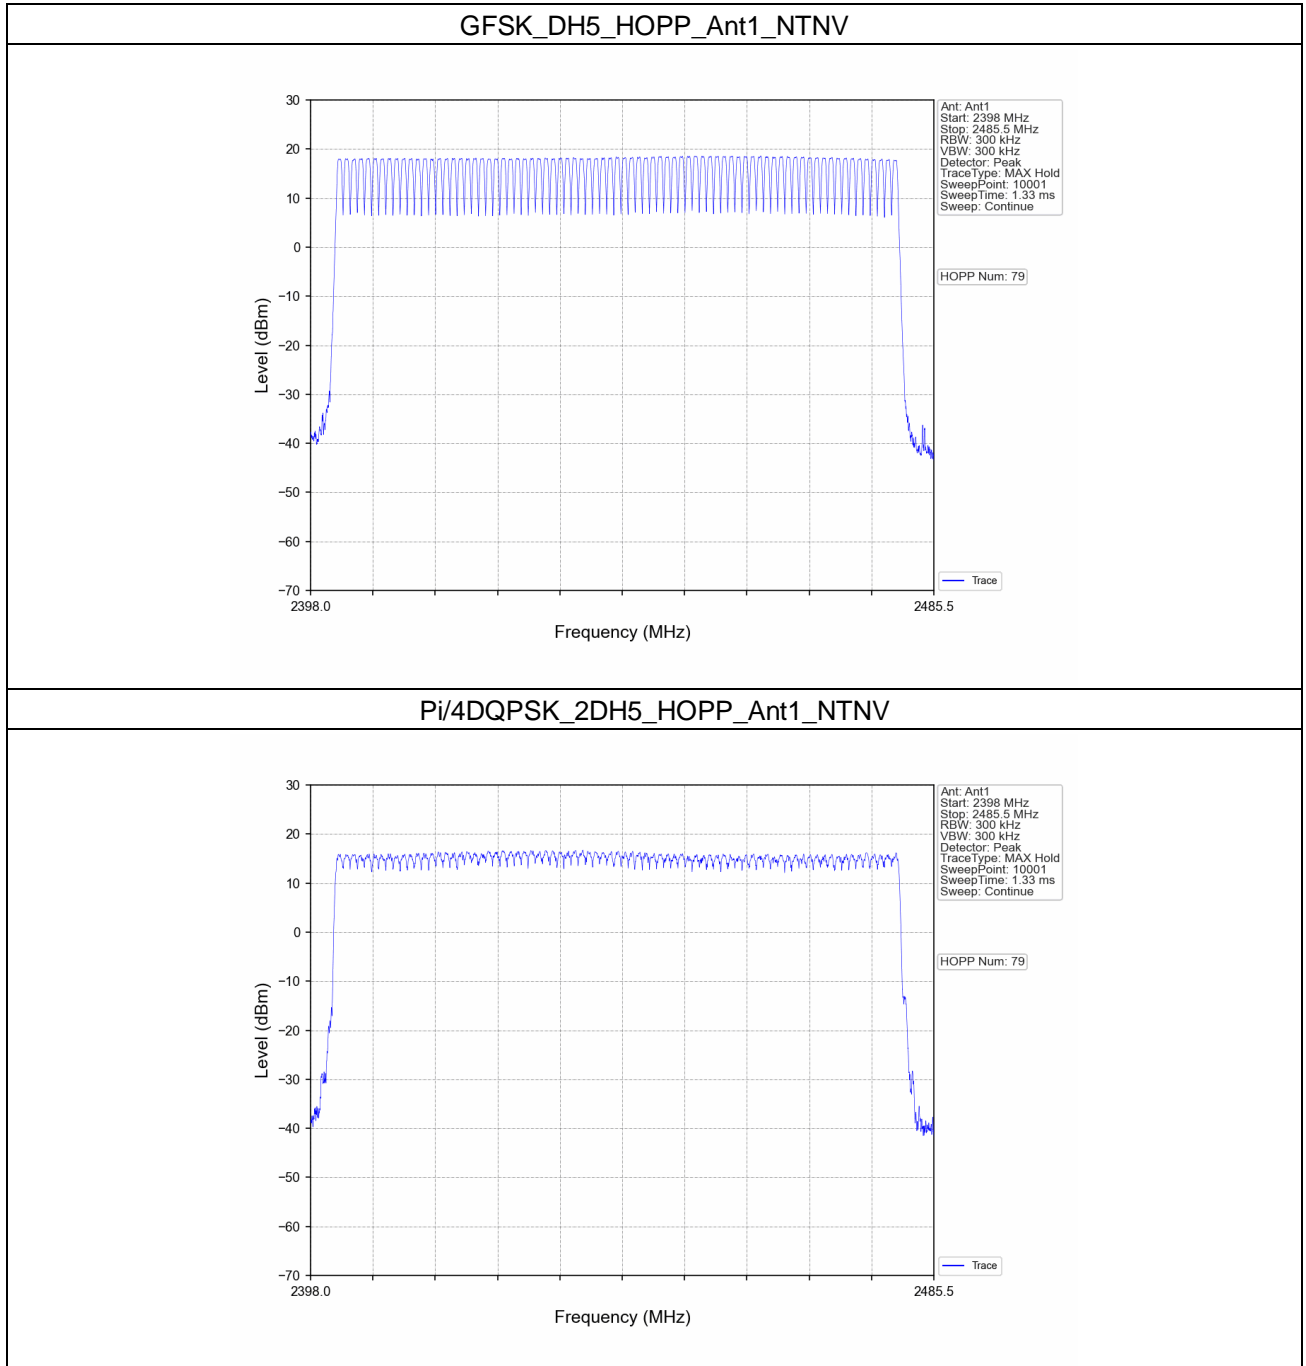 GFSK_DH5_HOPP_Ant1_NTNV
30
20
10
0
−10
−20
−30
−40
−50
−60
−70
Level (dBm)
2398.0
2485.5
Frequency (MHz)
Ant: Ant1
Start: 2398 MHz
Stop: 2485.5 MHz
RBW: 300 kHz
VBW: 300 kHz
Detector: Peak
TraceType: MAX Hold
SweepPoint: 10001
SweepTime: 1.33 ms
Sweep: Continue
HOPP Num: 79
Trace
Pi/4DQPSK_2DH5_HOPP_Ant1_NTNV
30
20
10
0
−10
−20
−30
−40
−50
−60
−70
Level (dBm)
2398.0
2485.5
Frequency (MHz)
Ant: Ant1
Start: 2398 MHz
Stop: 2485.5 MHz
RBW: 300 kHz
VBW: 300 kHz
Detector: Peak
TraceType: MAX Hold
SweepPoint: 10001
SweepTime: 1.33 ms
Sweep: Continue
HOPP Num: 79
Trace